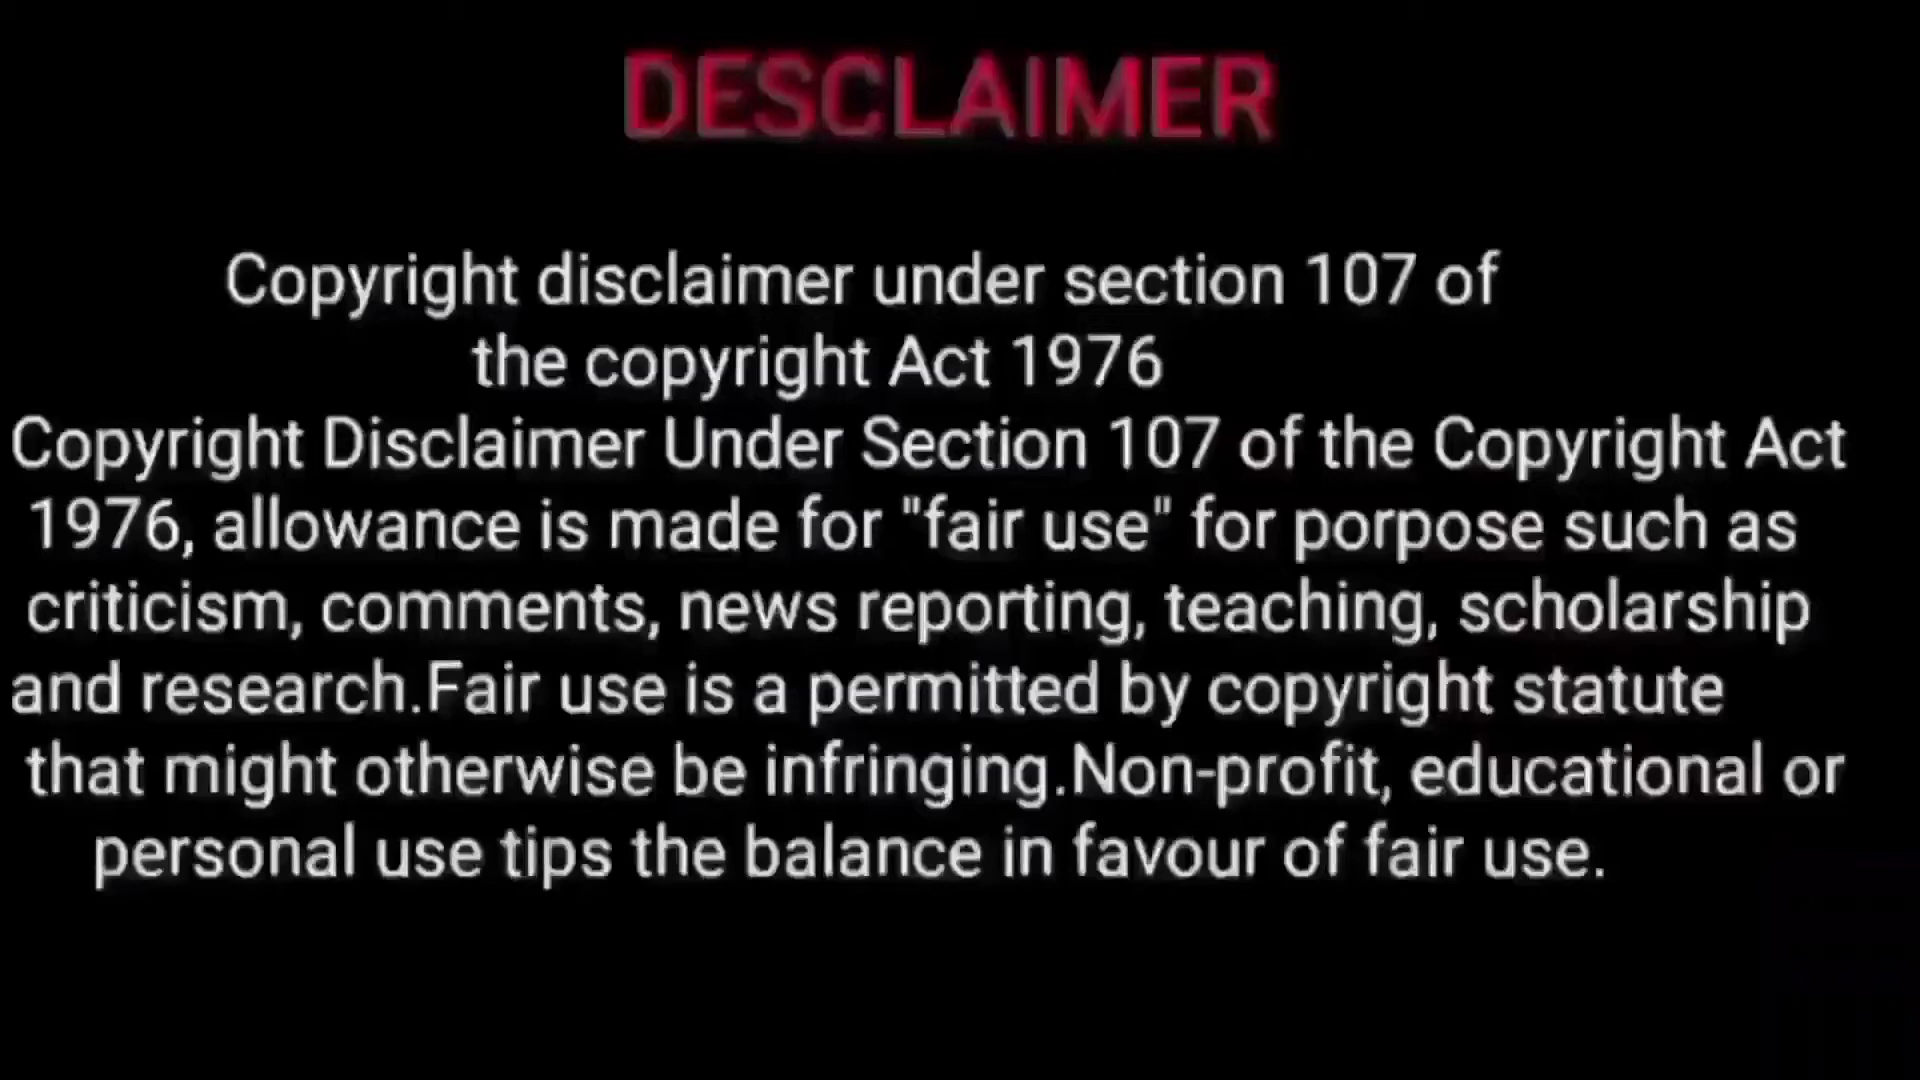 DESCLAIMER
Copyright disclaimer under section 107 of
the copyright Act 1976
Copyright Disclaimer Under Section 107 of the Copyright Act
1976, allowance is made for "fair use" for porpose such as
criticism, comments, news reporting, teaching, scholarship
and research.Fair use is a permitted by copyright statute
that might otherwise be infringing.Non-profit, educational or
personal use tips the balance in favour of fair use.